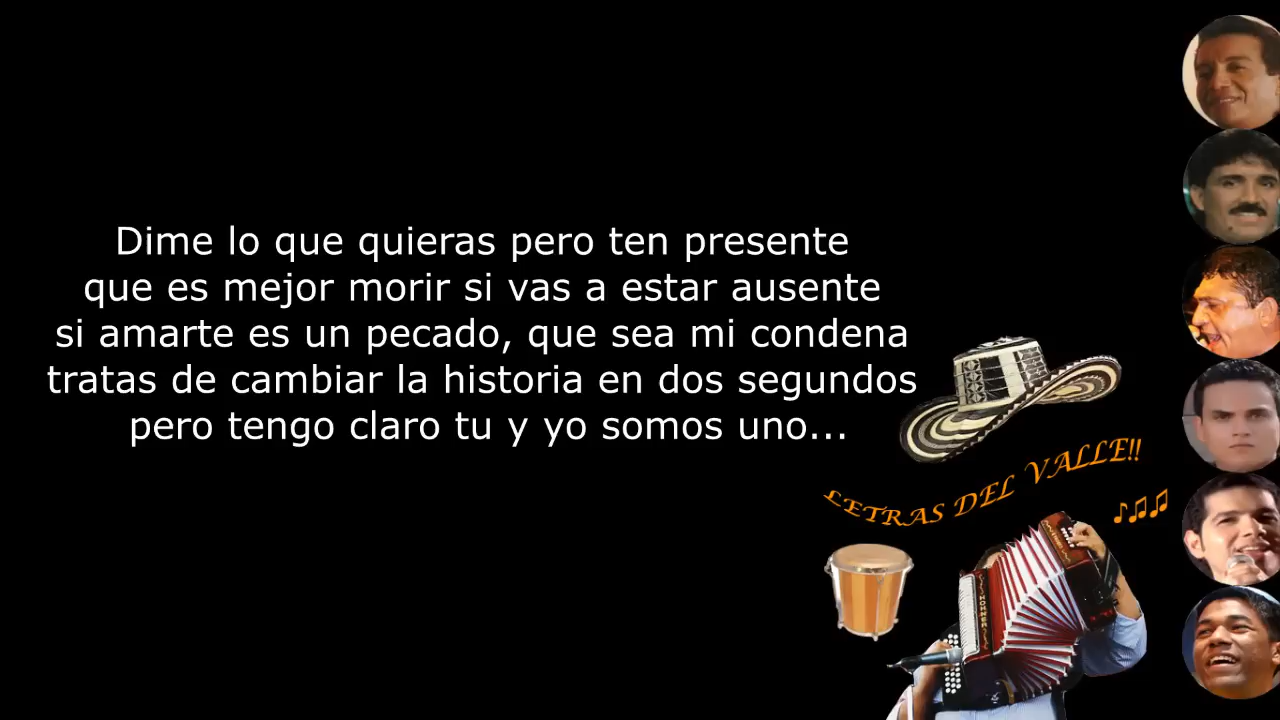 Dime lo que quieras pero ten presente
que es mejor morir si vas a estar ausente
si amarte es un pecado, que sea mi condena
tratas de cambiar la historia en dos segundos
pero tengo claro tu y yo somos uno...
LETRAS DEL VALLE!!
HOHNER